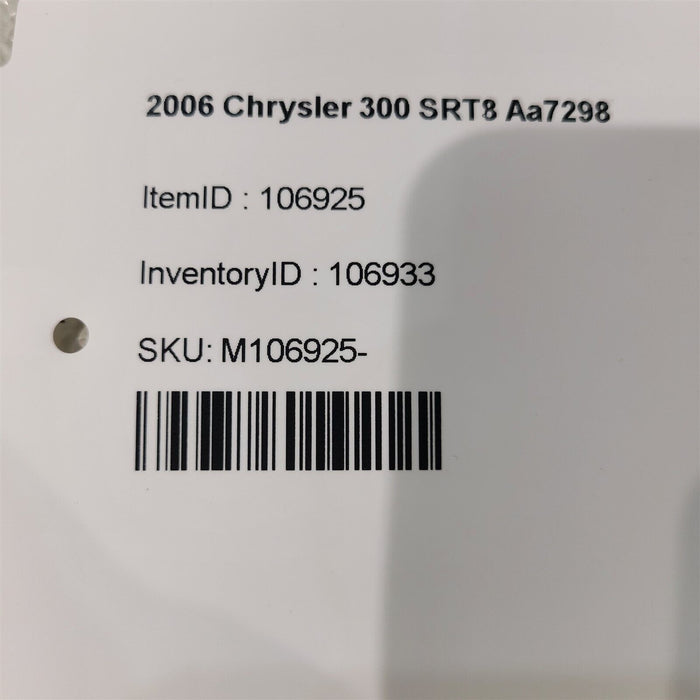 2006 Chrysler 300 SRT8 Aa7298
ItemID : 106925
InventoryID : 106933
SKU: M106925-